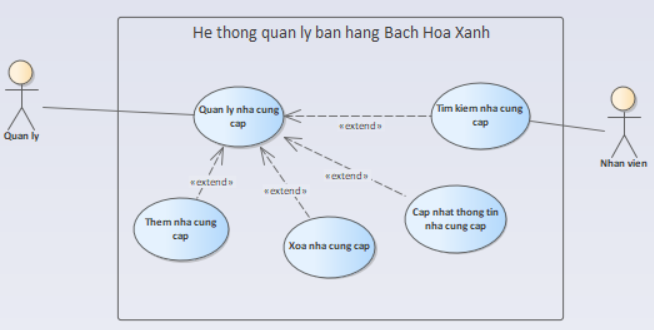 He thong quan ly ban hang Bach Hoa Xanh
Quan ly nha cung
cap
Tim kiem nha cung
cap
«extend»
Quan ly
Nhan vien
«extend»
«extend»
«extend»
Them nha cung
cap
Xoa nha cung cap
Cap nhat thong tin
nha cung cap